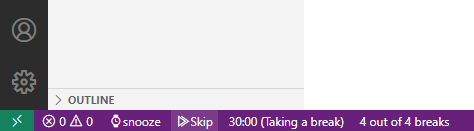 OUTLINE
0 0 snooze Skip 30:00 (Taking a break) 4 out of 4 breaks